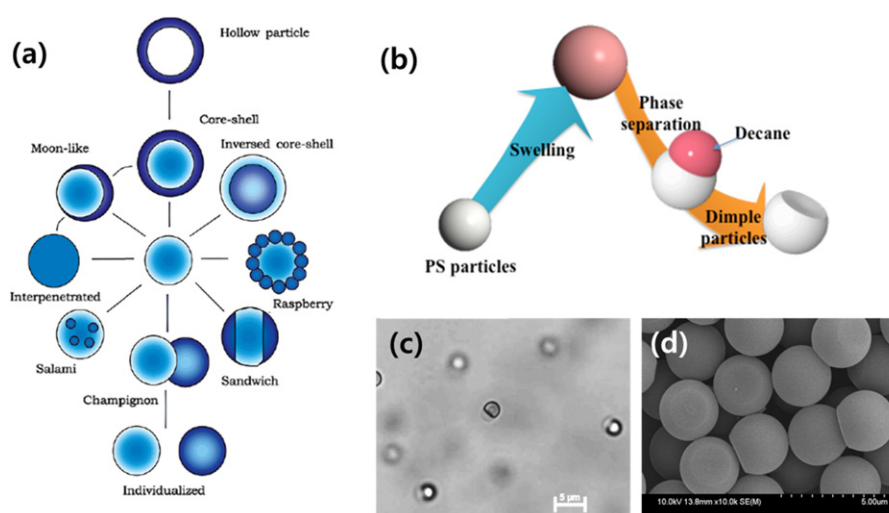 (a)
Hollow particle
Core-shell
Moon-like
Inversed core-shell
Interpenetrated
Raspberry
Salami
Sandwich
Champignon
Individualized
(b)
Phase
separation
Decane
Swelling
Dimple
particles
PS particles
(c)
5 μm
(d)
10.0kV 13.8mm x10.0k SE(M)
5.00um